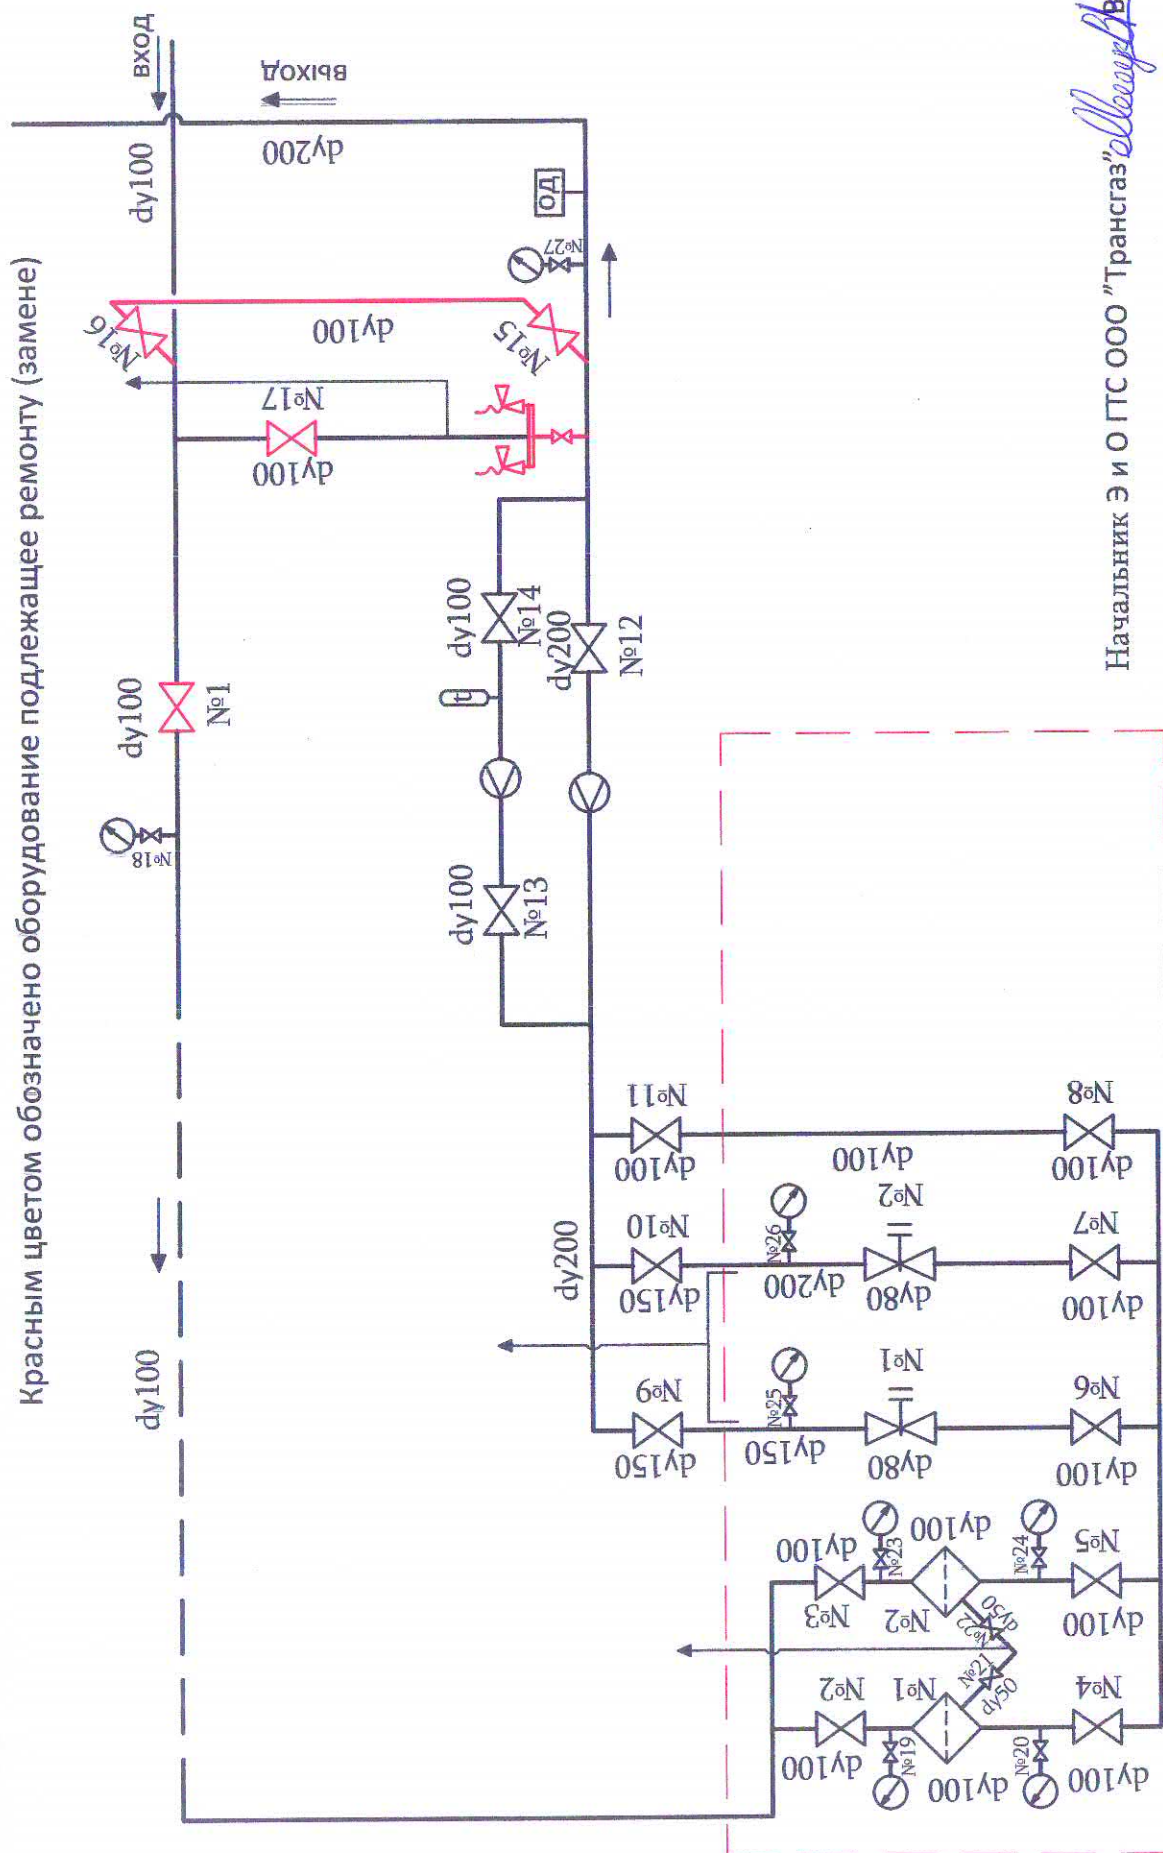 Красным цветом обозначено оборудование подлежащее ремонту (замене)
вход
выход
dy100
dy200
№16
dy100
№15
№27
ОД
№17
dy100
dy100
№1
№18
dy100
№14
t
dy200
№12
dy100
№13
dy100
dy200
№11
dy100
dy100
№8
dy100
№10
dy150
№26
dy200
№2
dy80
№7
dy100
№9
dy150
№25
dy150
№1
dy80
№6
dy100
dy100
№3
№23
dy100
№2
№22
dy50
№24
№5
dy100
№2
dy100
№19
№1
dy100
№21
dy50
№20
№4
dy100
Начальник Э и О ГТС ООО "Трансгаз"